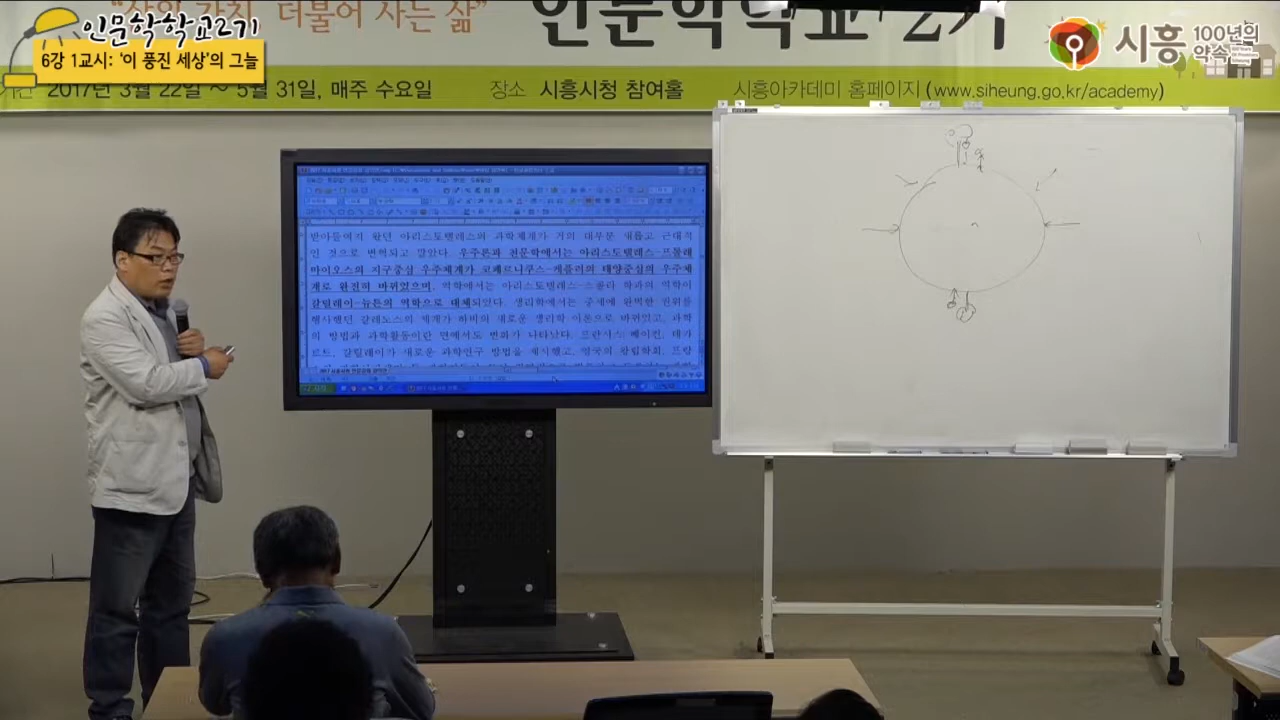 인문학학교2기
6강 1교시: '이 풍진 세상'의 그늘
더불어 사는 삶"
인문학학교 2기
시흥 100년의 약속
2017년 3월 22일 ~ 5월 31일, 매주 수요일 장소 시흥시청 참여홀 시흥아카데미 홈페이지 (www.siheung.go.kr/academy)
받아들여져 왔던 아리스토텔레스의 과학체계가 거의 대부분 새롭고 근대적
인 것으로 변혁되고 말았다. 우주론과 천문학에서는 아리스토텔레스-프톨레
마이오스의 지구중심 우주체계가 코페르니쿠스-케플러의 태양중심의 우주체
제로 완전히 바뀌었으며, 역학에서는 아리스토텔레스-스콜라 학파의 역학이
갈릴레이-뉴튼의 역학으로 대체되었다. 생리학에서는 중세에 완벽한 권위를
행사했던 갈레노스의 체계가 하비의 새로운 생리학 이론으로 바뀌었고, 과학
의 방법과 과학활동이란 면에서도 변화가 나타났다. 프란시스 베이컨, 데카
르트, 갈릴레이가 새로운 과학연구 방법을 제시했고, 영국의 왕립학회, 프랑